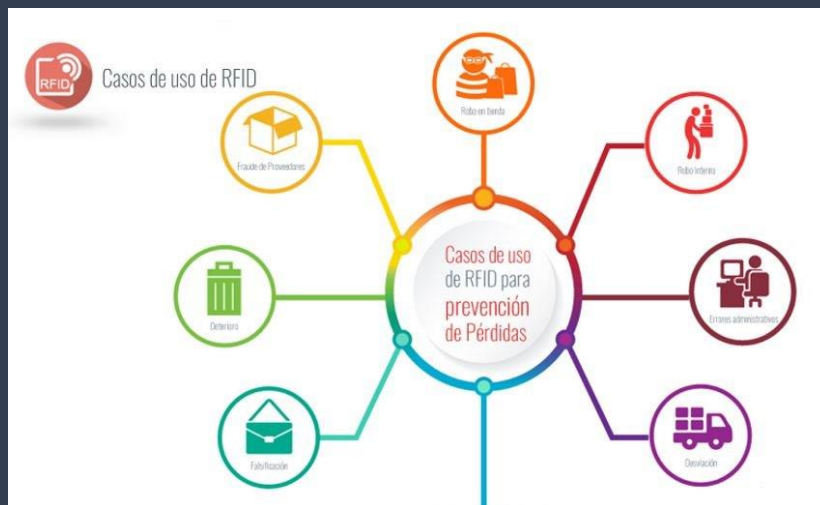 RFID
Casos de uso de RFID
Robo en tienda
Fraude de Proveedores
Robo Interno
Casos de uso
de RFID para
prevención
de Pérdidas
Deterioro
Errores administrativos
Falsificación
Desviación